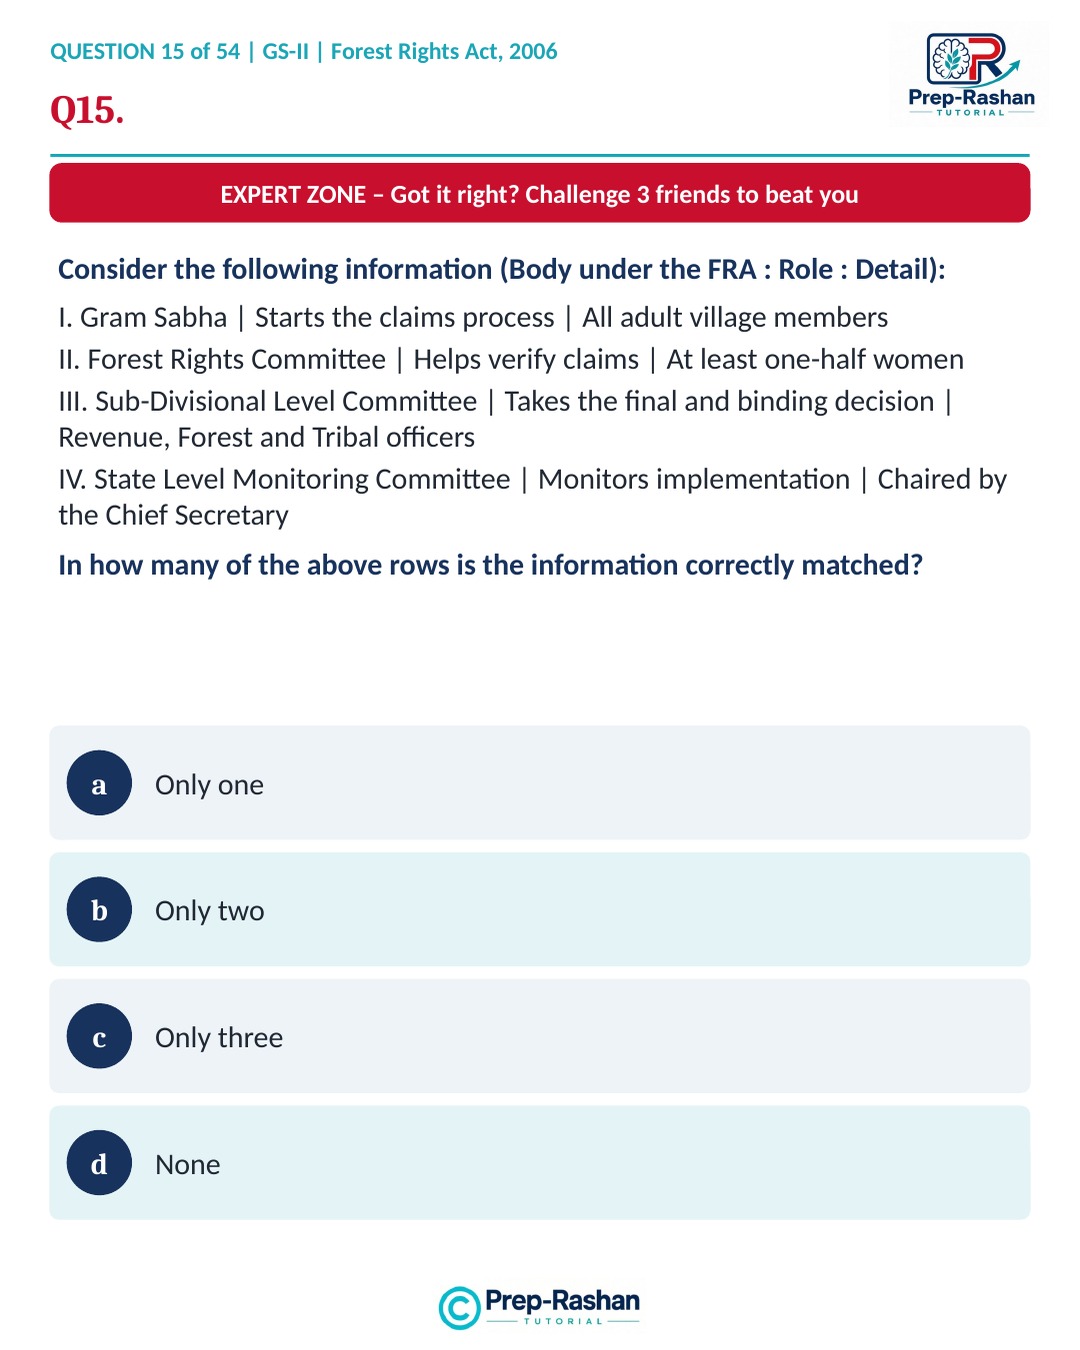 QUESTION 15 of 54 | GS-II | Forest Rights Act, 2006
Q15.
R
Prep-Rashan
TUTORIAL
EXPERT ZONE – Got it right? Challenge 3 friends to beat you
Consider the following information (Body under the FRA : Role : Detail):
I. Gram Sabha | Starts the claims process | All adult village members
II. Forest Rights Committee | Helps verify claims | At least one-half women
III. Sub-Divisional Level Committee | Takes the final and binding decision |
Revenue, Forest and Tribal officers
IV. State Level Monitoring Committee | Monitors implementation | Chaired by
the Chief Secretary
In how many of the above rows is the information correctly matched?
a Only one
b Only two
c Only three
d None
© Prep-Rashan
TUTORIAL